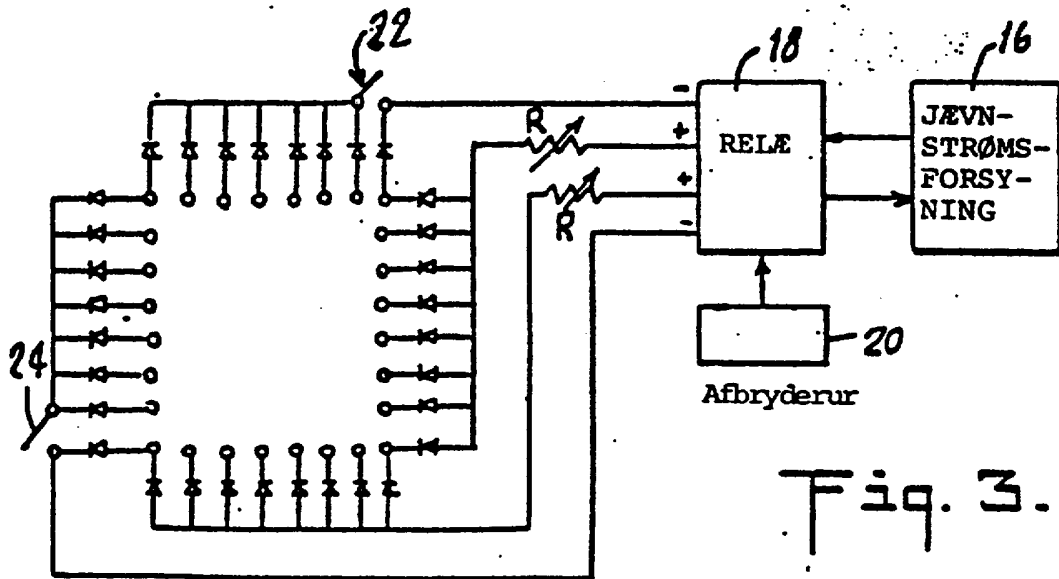 22
18
16
-
+
+
-
R
R
RELÆ
JÆVN-
STRØMS-
FORSY-
NING
24
20
Afbryderur
Fig. 3.